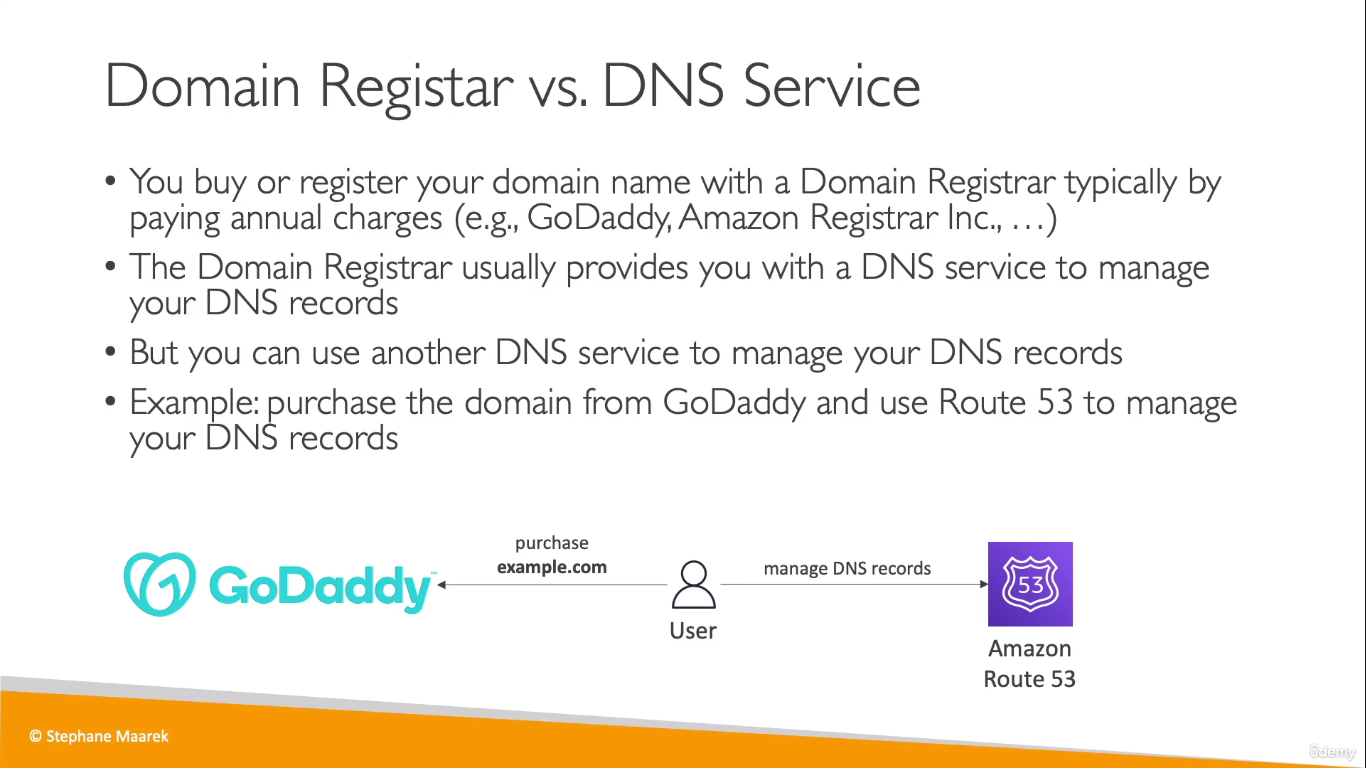 Domain Registar vs. DNS Service
• You buy or register your domain name with a Domain Registrar typically by
paying annual charges (e.g., GoDaddy, Amazon Registrar Inc., …)
• The Domain Registrar usually provides you with a DNS service to manage
your DNS records
• But you can use another DNS service to manage your DNS records
• Example: purchase the domain from GoDaddy and use Route 53 to manage
your DNS records
GoDaddy™
purchase
example.com
User
manage DNS records
53
Amazon
Route 53
© Stephane Maarek
ûdemy